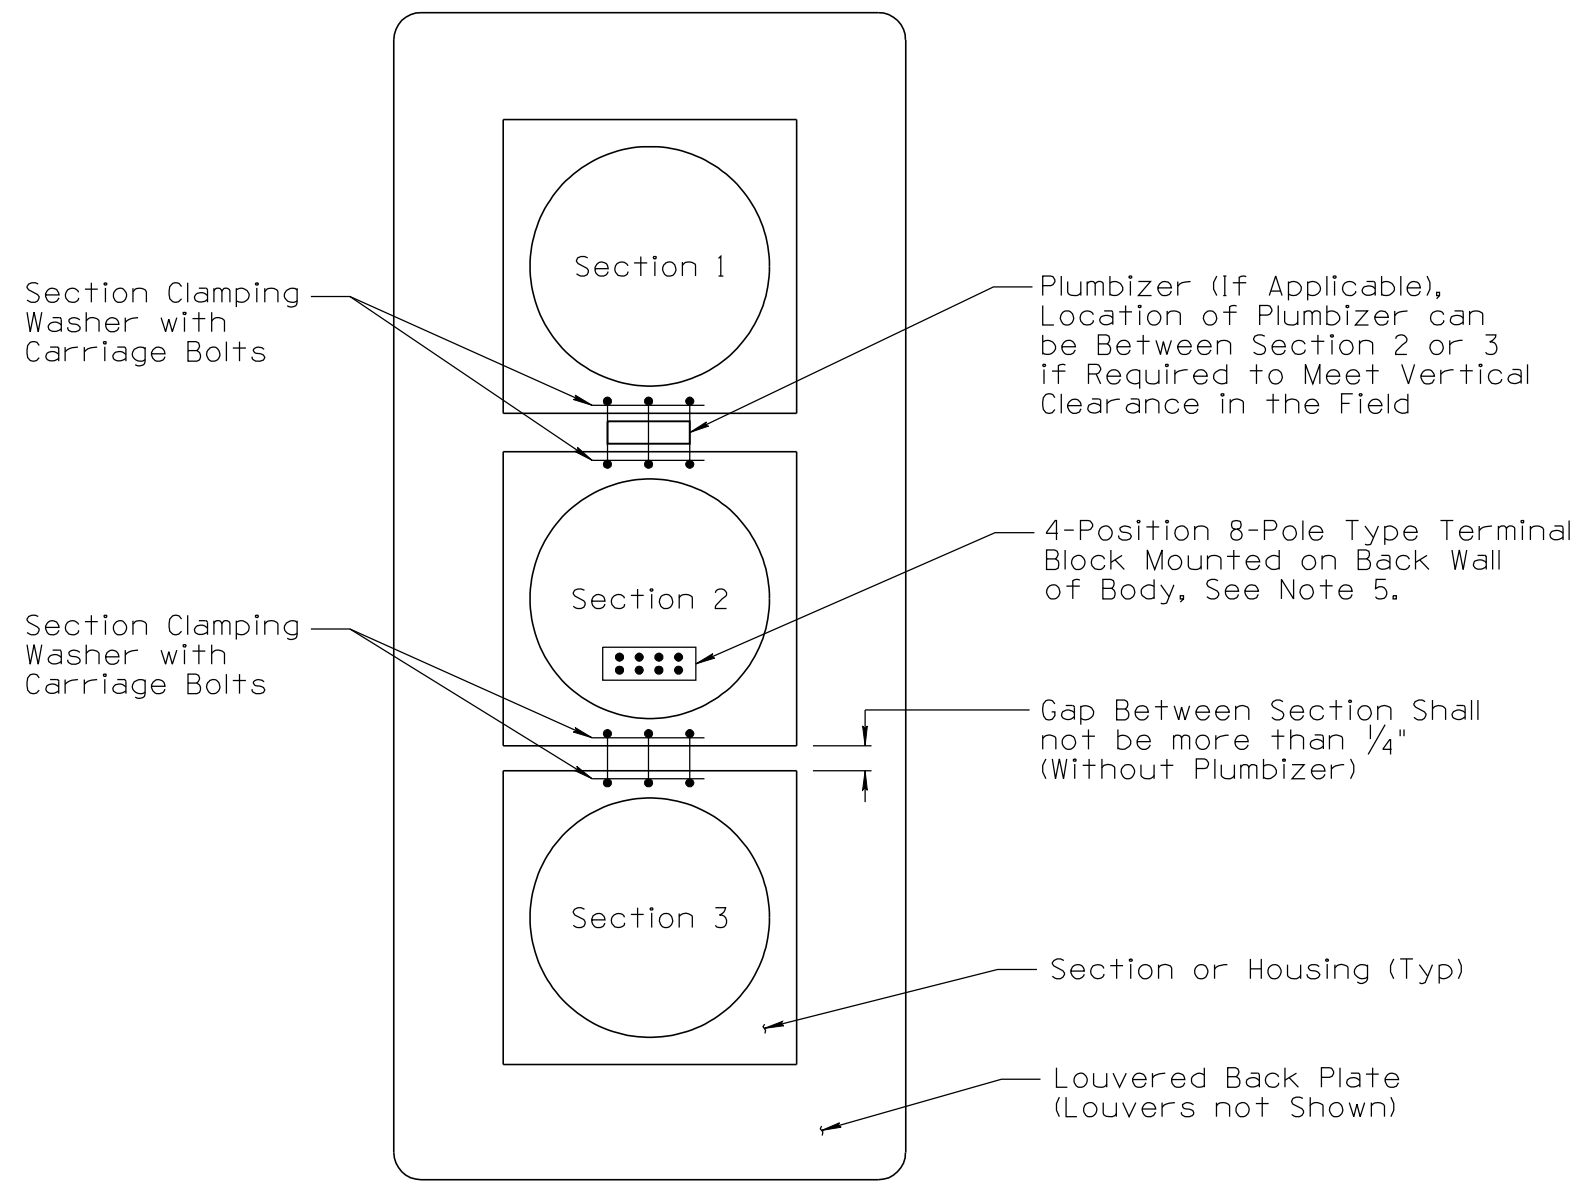 Section 1
Section Clamping
Washer with
Carriage Bolts
Plumbizer (If Applicable),
Location of Plumbizer can
be Between Section 2 or 3
if Required to Meet Vertical
Clearance in the Field
4-Position 8-Pole Type Terminal
Block Mounted on Back Wall
of Body, See Note 5.
Section 2
Section Clamping
Washer with
Carriage Bolts
Gap Between Section Shall
not be more than 1/4"
(Without Plumbizer)
Section 3
Section or Housing (Typ)
Louvered Back Plate
(Louvers not Shown)